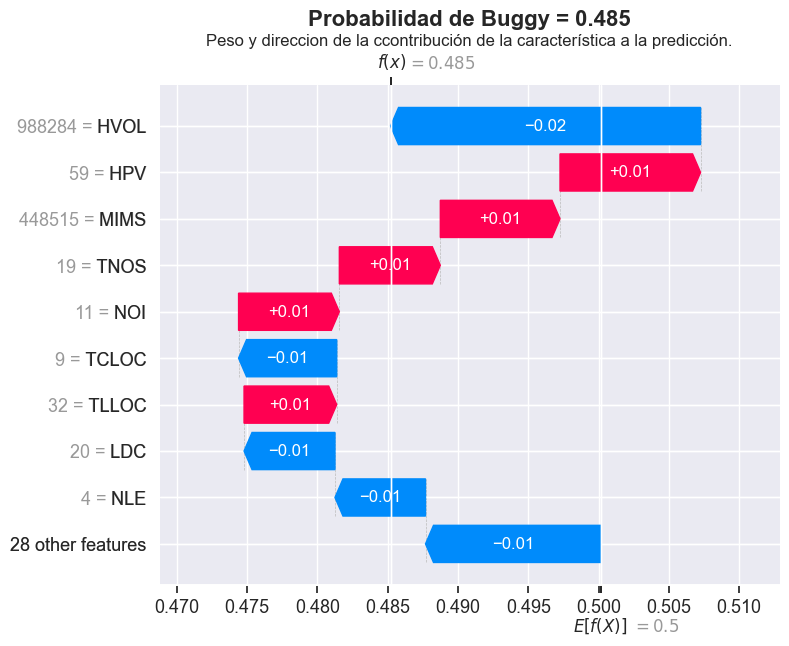 Probabilidad de Buggy = 0.485
Peso y direccion de la ccontribución de la característica a la predicción.
f(x) = 0.485
988284 = HVOL −0.02
59 = HPV +0.01
448515 = MIMS +0.01
19 = TNOS +0.01
11 = NOI +0.01
9 = TCLOC −0.01
32 = TLLOC +0.01
20 = LDC −0.01
4 = NLE −0.01
28 other features −0.01
0.470 0.475 0.480 0.485 0.490 0.495 0.500 0.505 0.510
E[f(X)] = 0.5